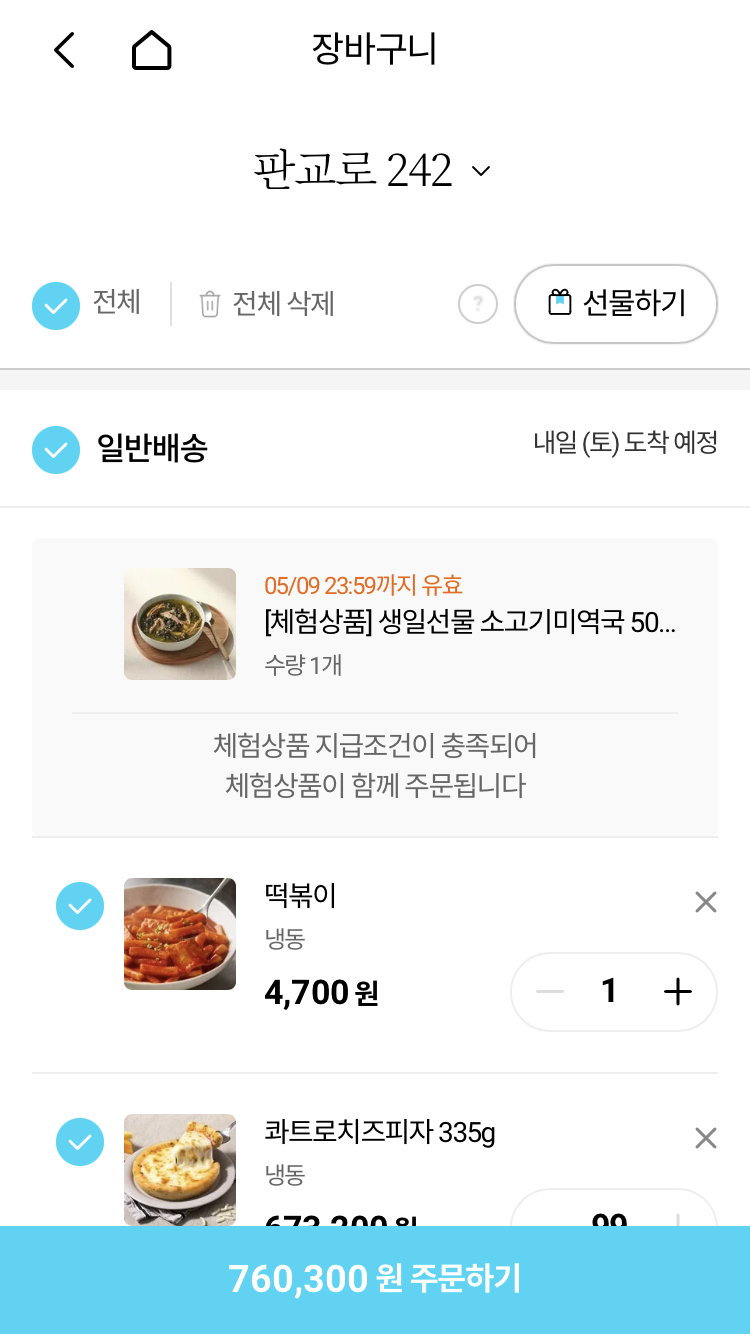 장바구니
판교로 242
전체
전체 삭제
?
선물하기
일반배송
내일 (토) 도착 예정
05/09 23:59까지 유효
[체험상품] 생일선물 소고기미역국 50...
수량 1개
체험상품 지급조건이 충족되어
체험상품이 함께 주문됩니다
떡볶이
냉동
4,700 원
1
콰트로치즈피자 335g
냉동
673,200 원
99
760,300 원 주문하기